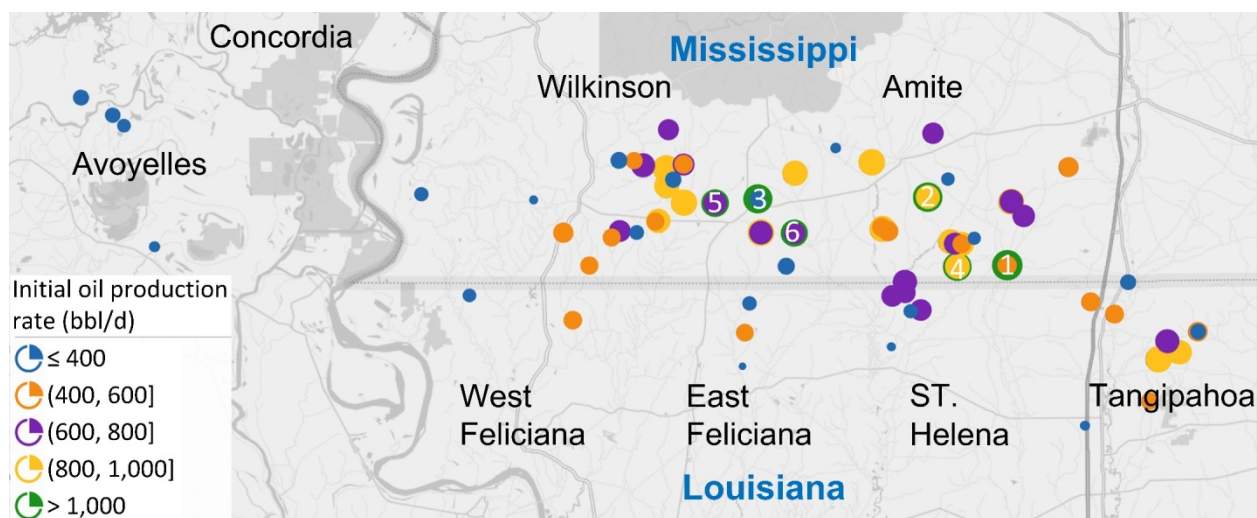 Concordia
Mississippi
Wilkinson
Amite
Avoyelles
5
3
2
6
4
1
Initial oil production
rate (bbl/d)
≤ 400
(400, 600]
(600, 800]
(800, 1,000]
> 1,000
West
Feliciana
East
Feliciana
ST.
Helena
Tangipahoa
Louisiana